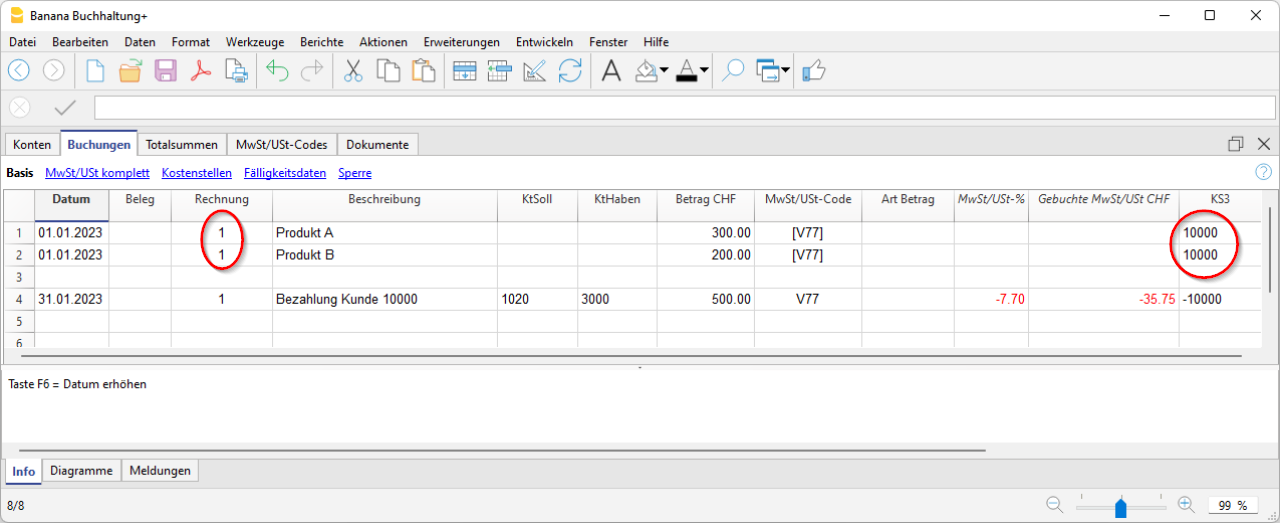 Banana Buchhaltung+
Datei Bearbeiten Daten Format Werkzeuge Berichte Aktionen Erweiterungen Entwickeln Fenster Hilfe
Konten Buchungen Totalsummen MwSt/USt-Codes Dokumente
Basis MwSt/USt komplett Kostenstellen Fälligkeitsdaten Sperre
Datum Beleg Rechnung Beschreibung KtSoll KtHaben Betrag CHF MwSt/USt-Code Art Betrag MwSt/USt-% Gebuchte MwSt/USt CHF KS3
1 01.01.2023 1 Produkt A 300.00 [V77] 10000
2 01.01.2023 1 Produkt B 200.00 [V77] 10000
3
4 31.01.2023 1 Bezahlung Kunde 10000 1020 3000 500.00 V77 -7.70 -35.75 -10000
5
6
Taste F6 = Datum erhöhen
Info Diagramme Meldungen
8/8 99 %